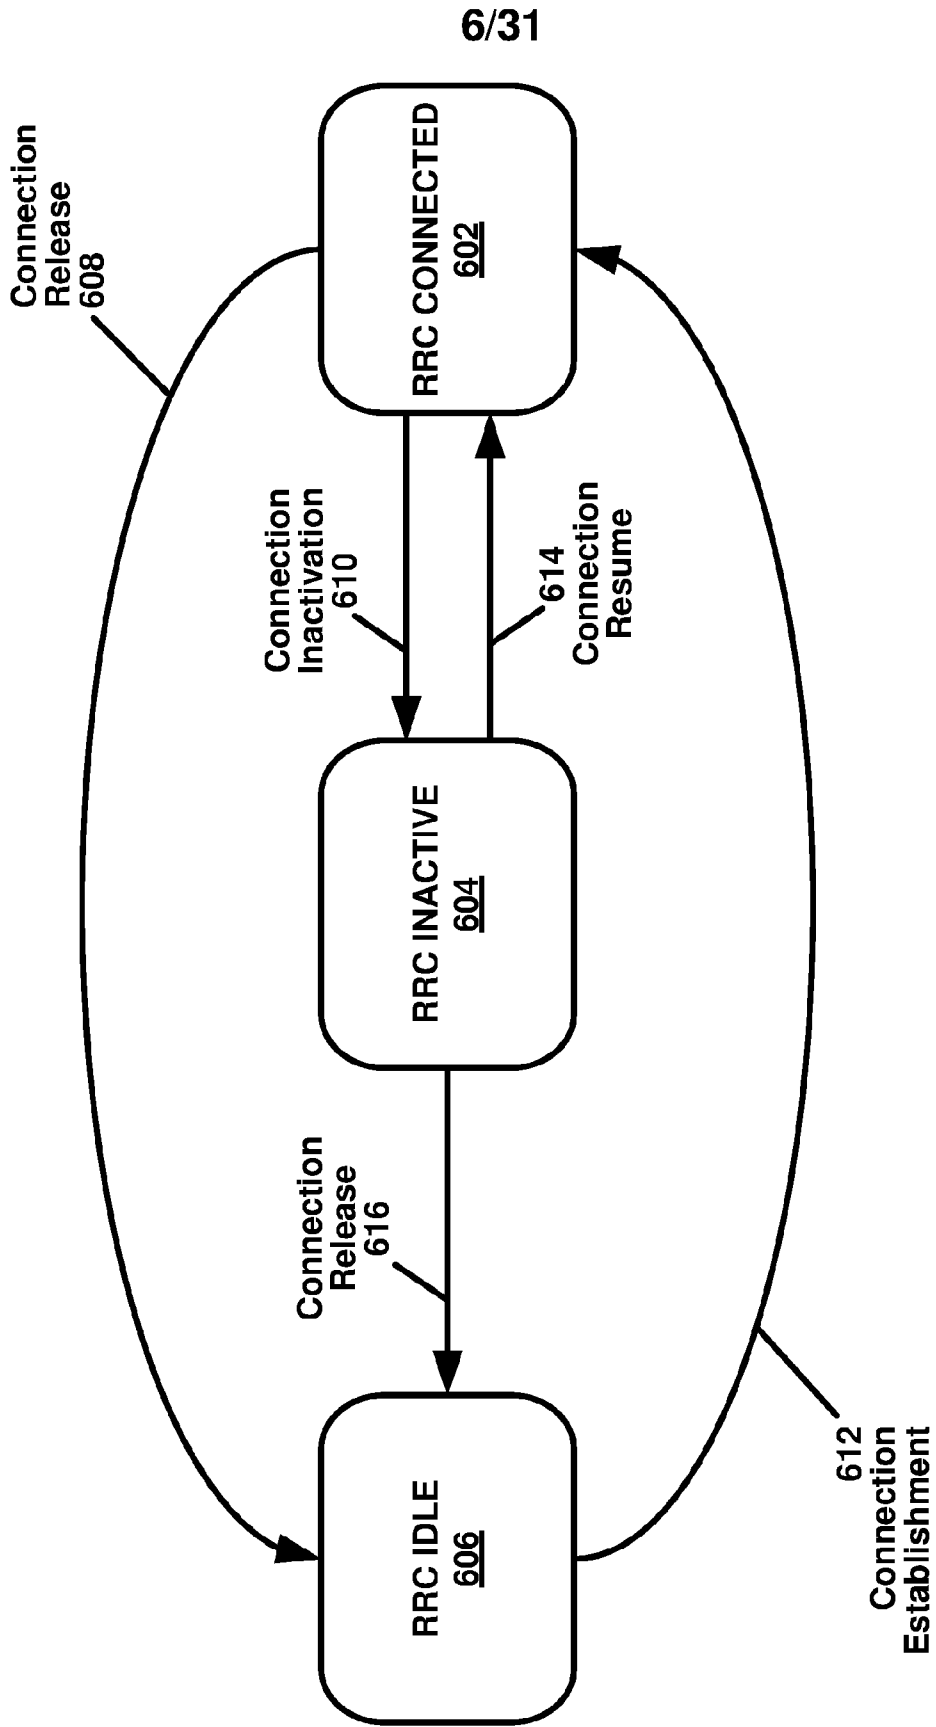 6/31
Connection
Release
608
RRC CONNECTED
602
Connection
Inactivation
610
614
Connection
Resume
RRC INACTIVE
604
Connection
Release
616
RRC IDLE
606
612
Connection
Establishment